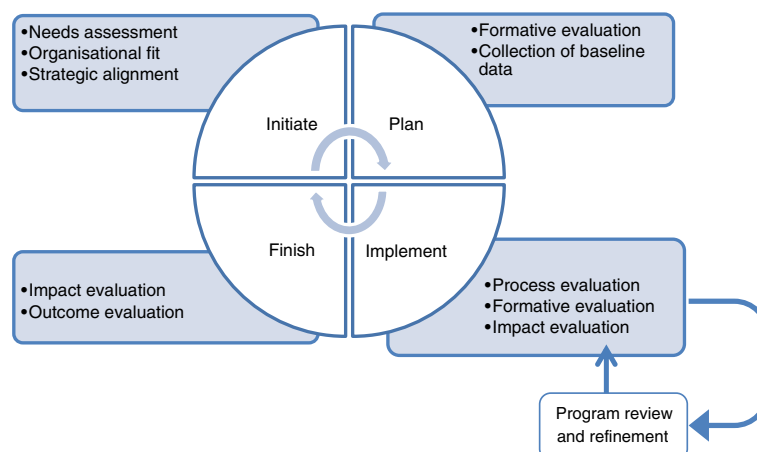 •Needs assessment
•Organisational fit
•Strategic alignment
•Formative evaluation
•Collection of baseline
data
Initiate
Plan
Finish
Implement
•Impact evaluation
•Outcome evaluation
•Process evaluation
•Formative evaluation
•Impact evaluation
Program review
and refinement